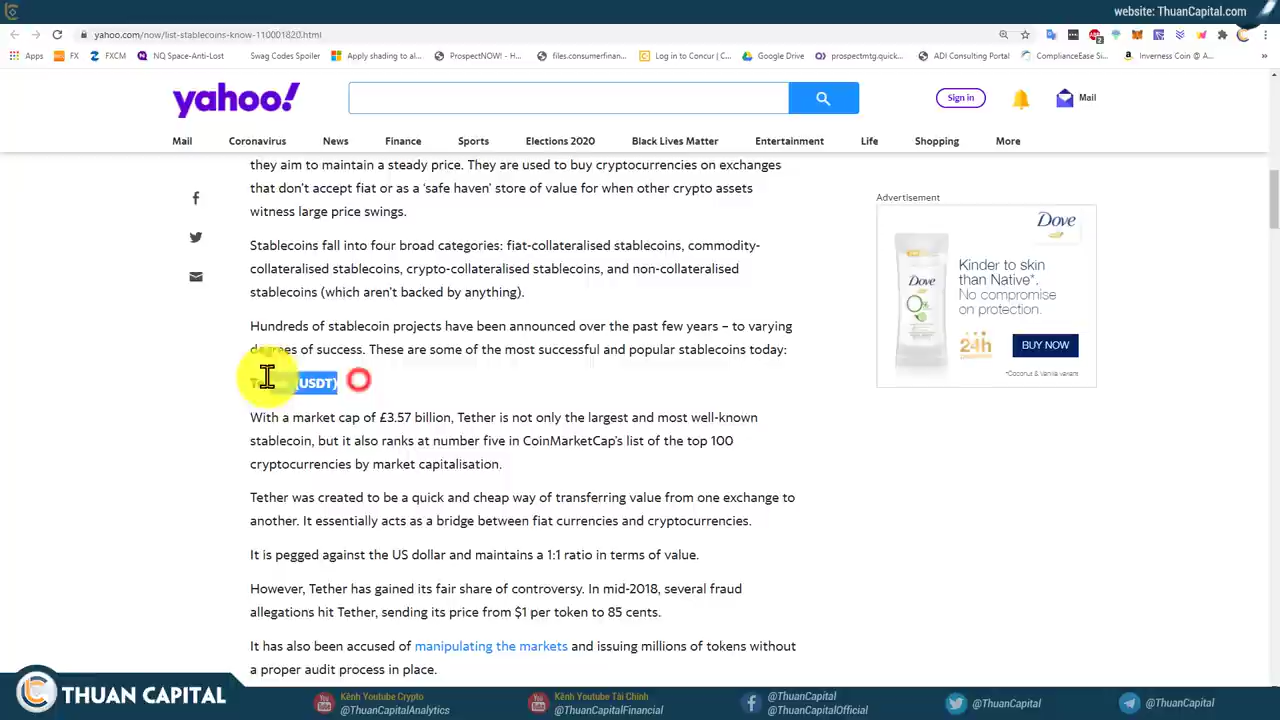 website: ThuanCapital.com
yahoo.com/now/list-stablecoins-know-110001820.html
Apps
FX
FXCM
NQ Space-Anti-Lost
Swag Codes Spoiler
Apply shading to al...
ProspectNOW! - H...
files.consumerfinan...
Log in to Concur | C...
Google Drive
prospectmtg.quick...
ADI Consulting Portal
ComplianceEase Si...
Inverness Coin @ A...
yahoo!
Sign in
Mail
Mail
Coronavirus
News
Finance
Sports
Elections 2020
Black Lives Matter
Entertainment
Life
Shopping
More
they aim to maintain a steady price. They are used to buy cryptocurrencies on exchanges
that don't accept fiat or as a 'safe haven' store of value for when other crypto assets
witness large price swings.
Stablecoins fall into four broad categories: fiat-collateralised stablecoins, commodity-
collateralised stablecoins, crypto-collateralised stablecoins, and non-collateralised
stablecoins (which aren't backed by anything).
Hundreds of stablecoin projects have been announced over the past few years – to varying
degrees of success. These are some of the most successful and popular stablecoins today:
(USDT)
With a market cap of £3.57 billion, Tether is not only the largest and most well-known
stablecoin, but it also ranks at number five in CoinMarketCap's list of the top 100
cryptocurrencies by market capitalisation.
Tether was created to be a quick and cheap way of transferring value from one exchange to
another. It essentially acts as a bridge between fiat currencies and cryptocurrencies.
It is pegged against the US dollar and maintains a 1:1 ratio in terms of value.
However, Tether has gained its fair share of controversy. In mid-2018, several fraud
allegations hit Tether, sending its price from $1 per token to 85 cents.
It has also been accused of manipulating the markets and issuing millions of tokens without
a proper audit process in place.
Advertisement
Dove
Dove
0%
Kinder to skin
than Native*.
No compromise
on protection.
24h
BUY NOW
*Coconut & Vanilla variant
THUAN CAPITAL
Kênh Youtube Crypto
@ThuanCapitalAnalytics
Kênh Youtube Tài Chính
@ThuanCapitalFinancial
@ThuanCapital
@ThuanCapitalOfficial
@ThuanCapital
@ThuanCapital